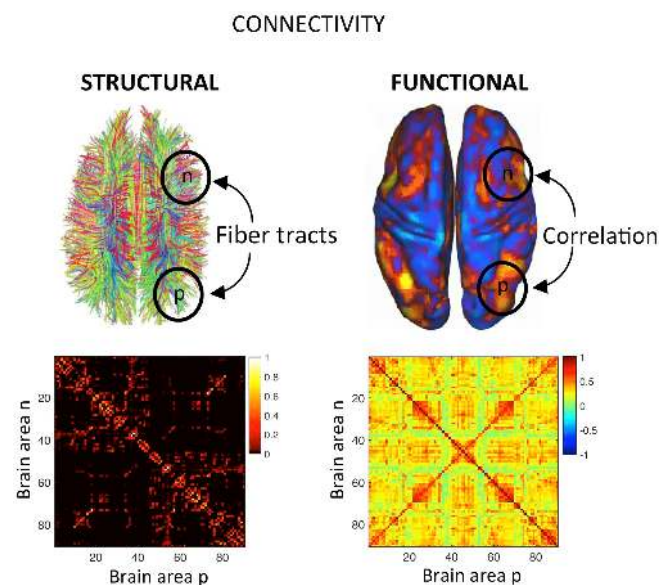 CONNECTIVITY
STRUCTURAL
FUNCTIONAL
n
Fiber tracts
p
n
Correlation
p
Brain area n
20
40
60
80
20 40 60 80
Brain area p
1
0.8
0.6
0.4
0.2
0
Brain area n
20
40
60
80
20 40 60 80
Brain area p
1
0.5
0
-0.5
-1